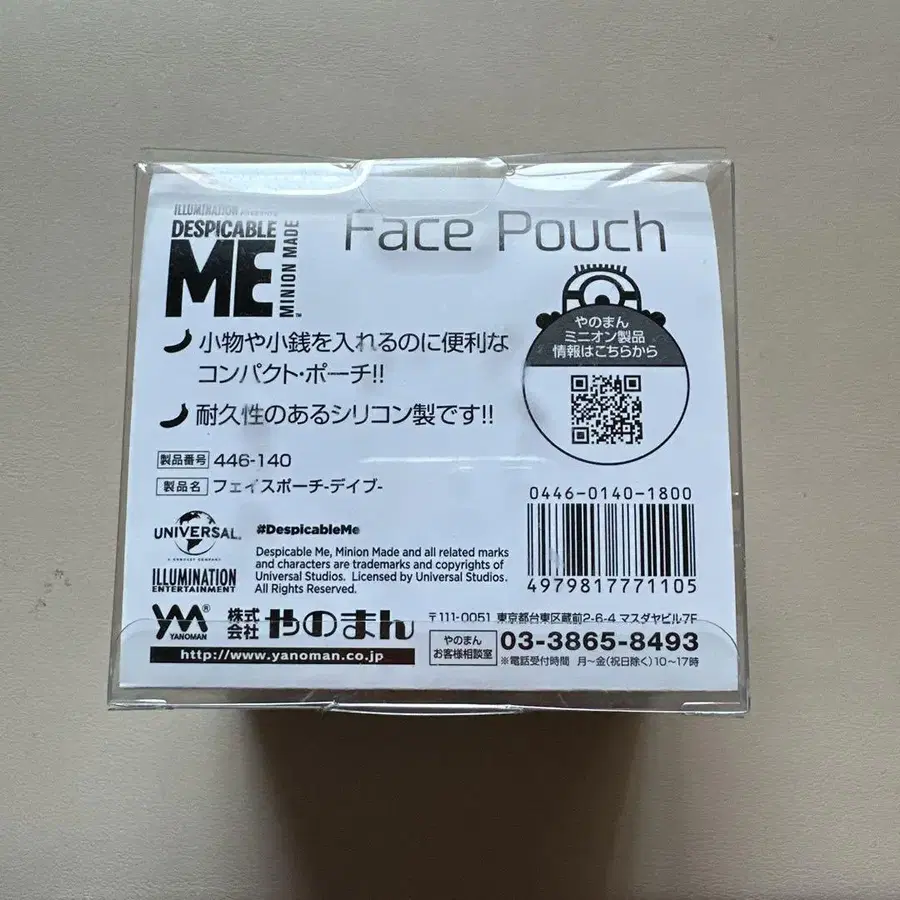 ILLUMINATION PRESENTS
DESPICABLE
ME
MINION MADE
™
Face Pouch
小物や小銭を入れるのに便利な
コンパクト・ポーチ!!
耐久性のあるシリコン製です!!
やのまん
ミニオン製品
情報はこちらから
製品番号 446-140
製品名 フェイスポーチ-デイブ-
0446-0140-1800
4979817771105
UNIVERSAL
A COMCAST COMPANY
ILLUMINATION
ENTERTAINMENT
#DespicableMe
Despicable Me, Minion Made and all related marks
and characters are trademarks and copyrights of
Universal Studios. Licensed by Universal Studios.
All Rights Reserved.
YANOMAN
®
株式会社 やのまん
http://www.yanoman.co.jp
〒111-0051 東京都台東区蔵前2-6-4 マスダヤビル7F
やのまん
お客様相談室
03-3865-8493
※電話受付時間 月～金(祝日除く)10～17時